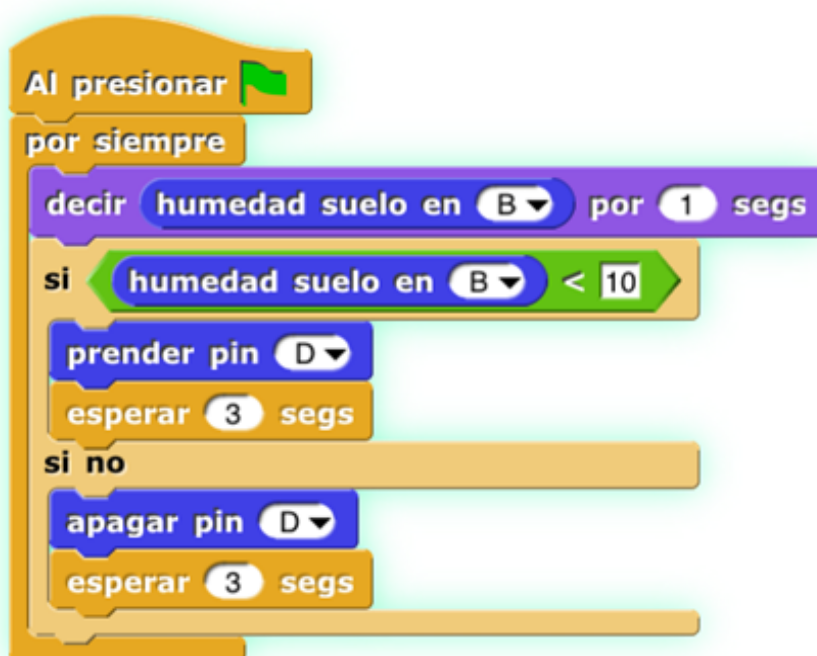 Al presionar
por siempre
decir humedad suelo en B por 1 segs
si humedad suelo en B < 10
prender pin D
esperar 3 segs
si no
apagar pin D
esperar 3 segs